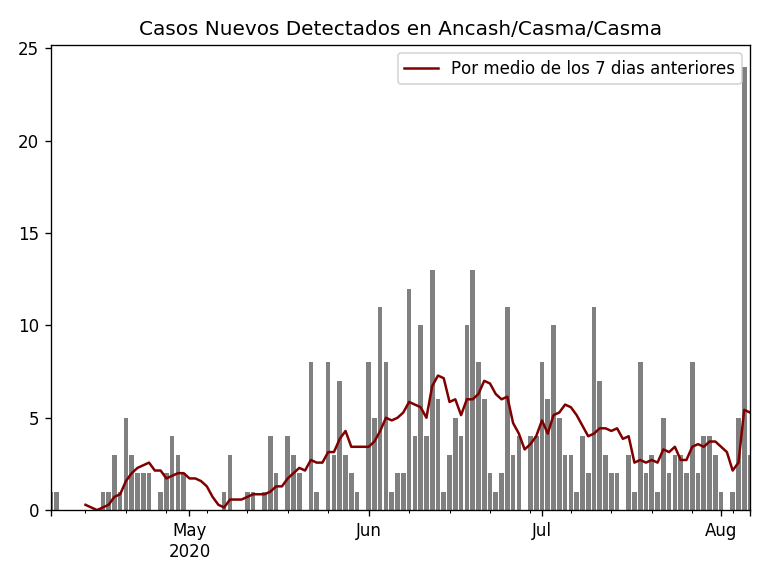 Casos Nuevos Detectados en Ancash/Casma/Casma
Por medio de los 7 dias anteriores
25
20
15
10
5
0
May
2020
Jun
Jul
Aug